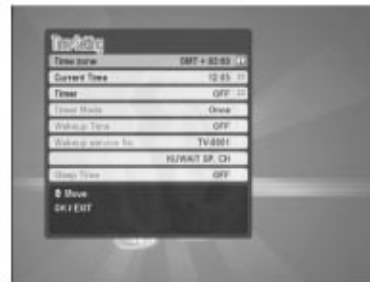 Time Setting
Time zone GMT + 03:00
Current Time 12:05
Timer OFF
Timer Mode Once
Wakeup Time OFF
Wakeup service No. TV-0001
KUWAIT SP. CH
Sleep Time OFF
Move
OK / EXIT